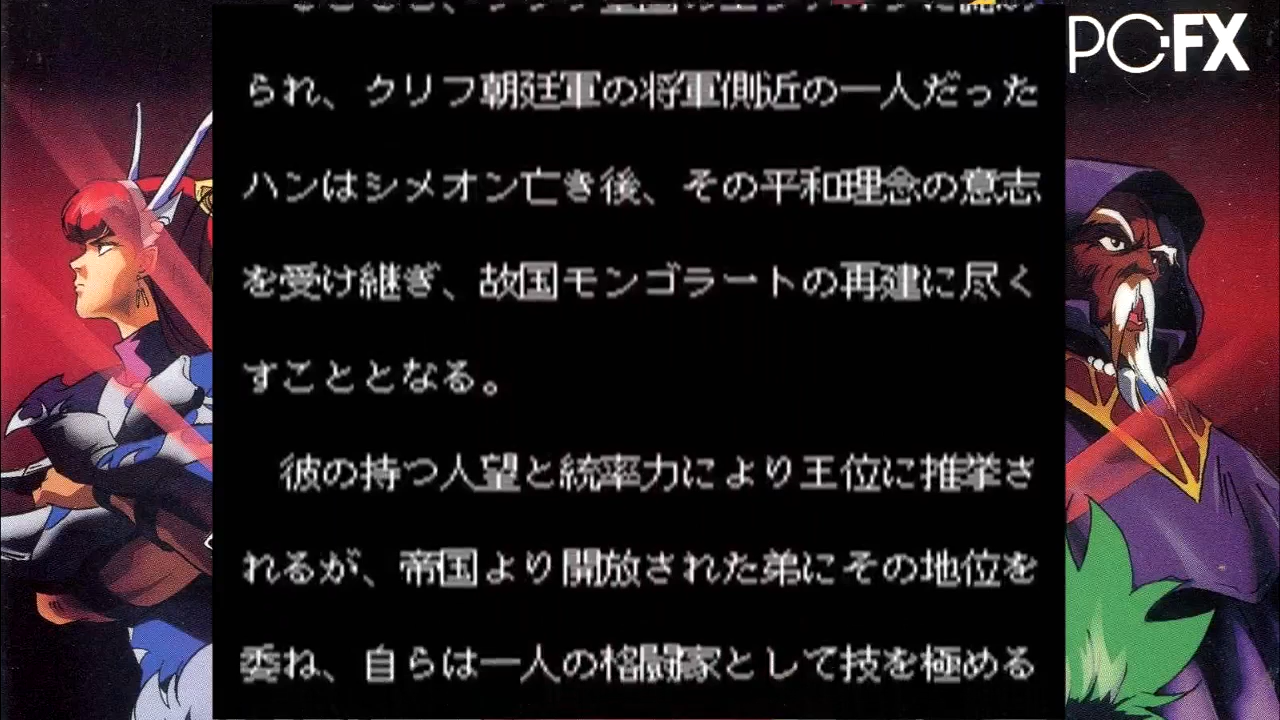 PC-FX
られ、クリフ朝廷軍の将軍側近の一人だった
ハンはシメオン亡き後、その平和理念の意志
を受け継ぎ、故国モンゴラートの再建に尽く
すこととなる。
彼の持つ人望と統率力により王位に推挙さ
れるが、帝国より開放された弟にその地位を
委ね、自らは一人の格闘家として技を極める